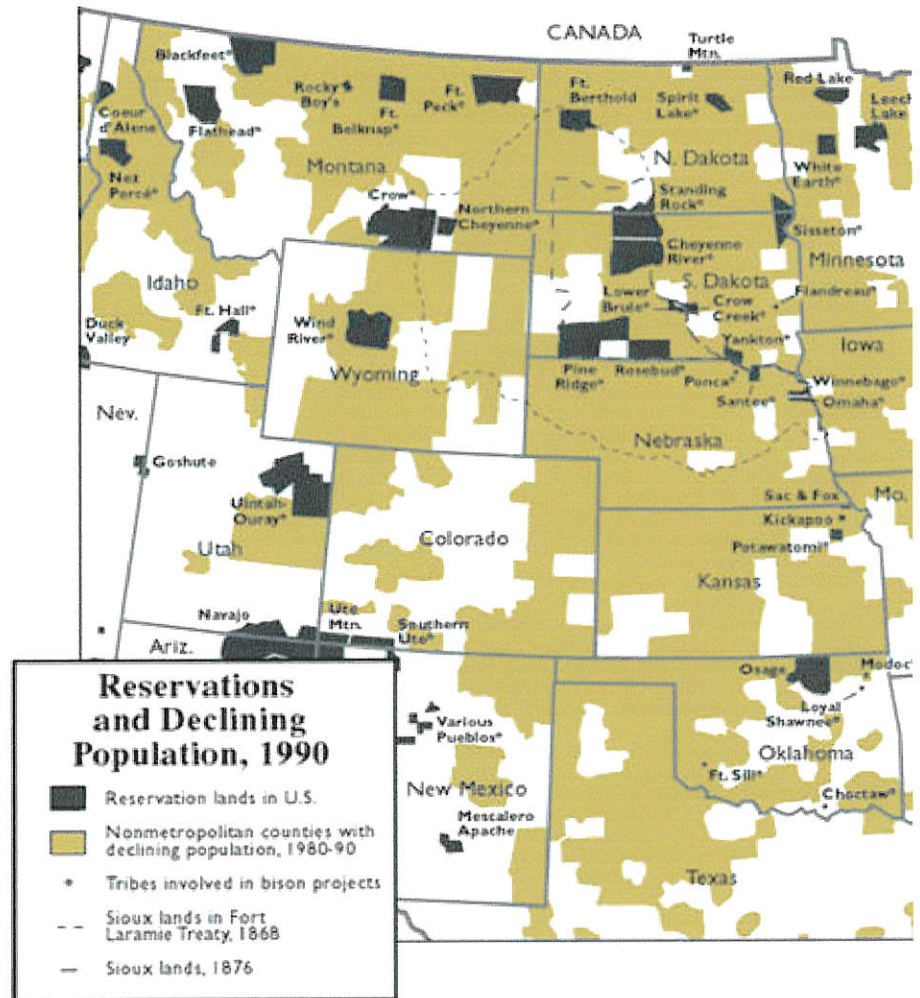 CANADA
Turtle
Mtn.
Blackfeet*
Rocky
Boy's
Ft.
Peck*
Ft.
Berthold
Spirit
Lake*
Red Lake
Leech
Lake
Coeur
d'Alene
Flathead*
Ft.
Belknap*
Montana
N. Dakota
White
Earth*
Nez
Percé*
Crow*
Northern
Cheyenne*
Standing
Rock*
Sisseton*
Cheyenne
River*
Minnesota
Idaho
S. Dakota
Ft. Hall*
Lower
Brule*
Crow
Creek*
Flandreau*
Duck
Valley
Wind
River*
Yankton*
Iowa
Wyoming
Pine
Ridge*
Rosebud*
Ponca*
Winnebago*
Santee*
Omaha*
Nev.
Nebraska
Goshute
Sac & Fox
Mo.
Uintah-
Ouray*
Kickapoo
Colorado
Potawatomi*
Utah
Kansas
Navajo
Ute
Mtn.
Southern
Ute*
Ariz.
Osage
Modoc*
Loyal
Shawnee*
Various
Pueblos*
Oklahoma
New Mexico
Ft. Sill*
Choctaw*
Mescalero
Apache
Texas
Reservations
and Declining
Population, 1990
Reservation lands in U.S.
Nonmetropolitan counties with
declining population, 1980-90
* Tribes involved in bison projects
Sioux lands in Fort
Laramie Treaty, 1868
Sioux lands, 1876